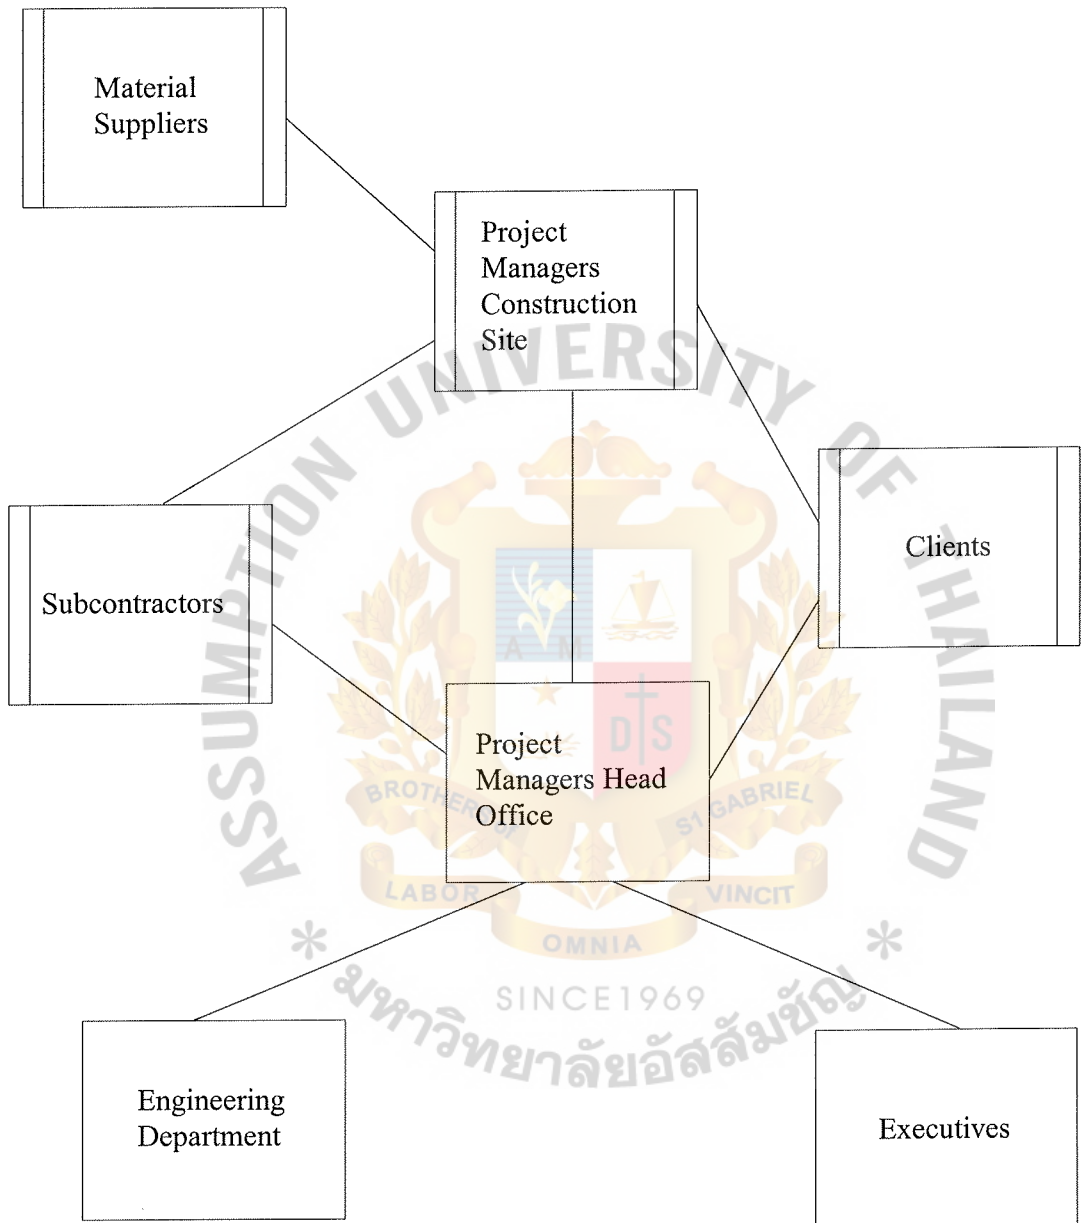 Material
Suppliers
Project
Managers
Construction
Site
ASSUMPTION UNIVERSITY OF THAILAND
Clients
Subcontractors
A M
D S
Project
Managers Head
Office
BROTHERS of
S1 GABRIEL
LABOR
VINCIT
OMNIA
SINCE1969
* มหาวิทยาลัยอัสสัมชัญ *
Engineering
Department
Executives